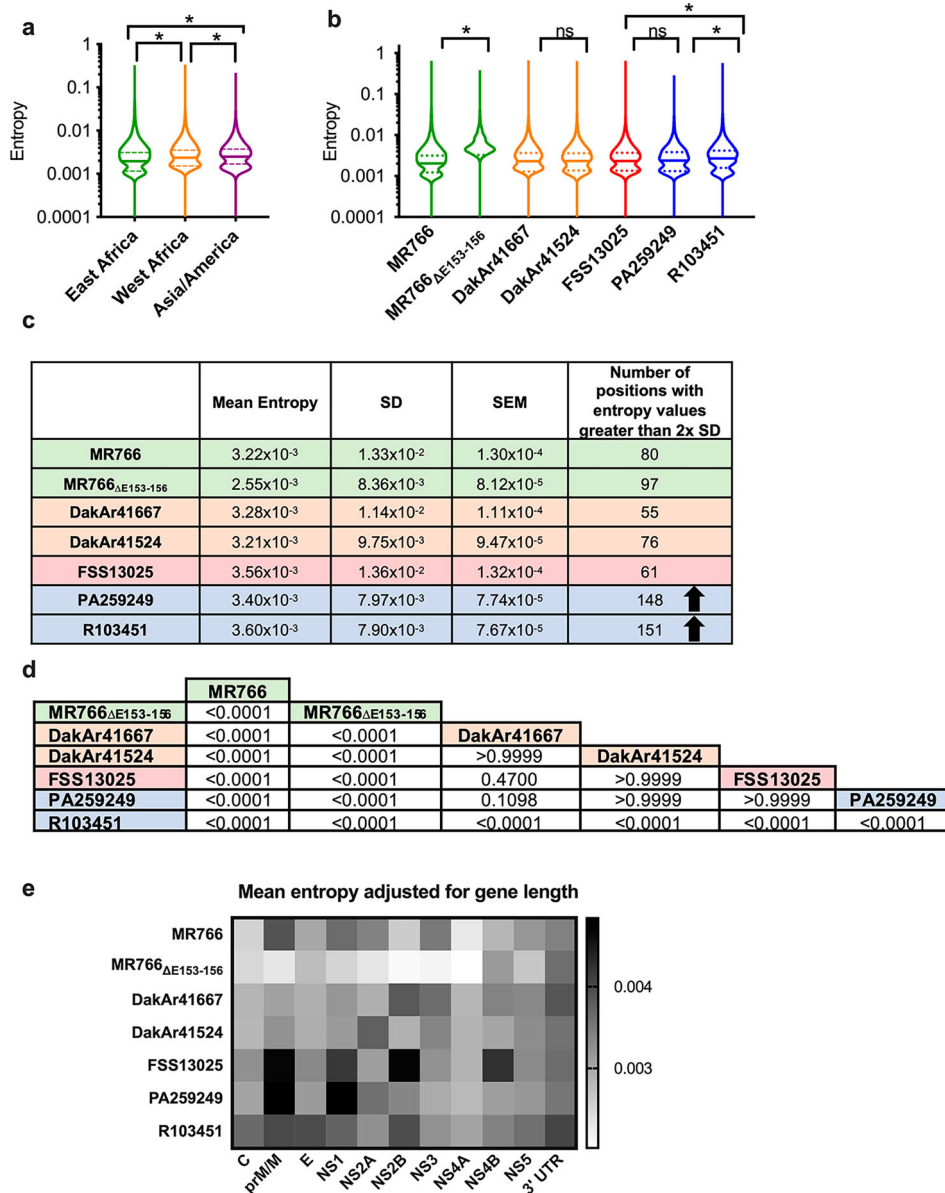 a
b
*
*
*
*
ns
*
ns
*
Entropy
1
0.1
0.01
0.001
0.0001
East Africa
West Africa
Asia/America
Entropy
1
0.1
0.01
0.001
0.0001
MR766
MR766ΔE153-156
DakAr41667
DakAr41524
FSS13025
PA259249
R103451
c
Mean Entropy SD SEM Number of positions with entropy values greater than 2x SD
MR766 3.22x10-3 1.33x10-2 1.30x10-4 80
MR766ΔE153-156 2.55x10-3 8.36x10-3 8.12x10-5 97
DakAr41667 3.28x10-3 1.14x10-2 1.11x10-4 55
DakAr41524 3.21x10-3 9.75x10-3 9.47x10-5 76
FSS13025 3.56x10-3 1.36x10-2 1.32x10-4 61
PA259249 3.40x10-3 7.97x10-3 7.74x10-5 148
R103451 3.60x10-3 7.90x10-3 7.67x10-5 151
d
MR766
MR766ΔE153-156 <0.0001 MR766ΔE153-156
DakAr41667 <0.0001 <0.0001 DakAr41667
DakAr41524 <0.0001 <0.0001 >0.9999 DakAr41524
FSS13025 <0.0001 <0.0001 0.4700 >0.9999 FSS13025
PA259249 <0.0001 <0.0001 0.1098 >0.9999 >0.9999 PA259249
R103451 <0.0001 <0.0001 <0.0001 <0.0001 <0.0001 <0.0001
e
Mean entropy adjusted for gene length
MR766
MR766ΔE153-156
DakAr41667
DakAr41524
FSS13025
PA259249
R103451
0.004
0.003
C
prM/M
E
NS1
NS2A
NS2B
NS3
NS4A
NS4B
NS5
3' UTR